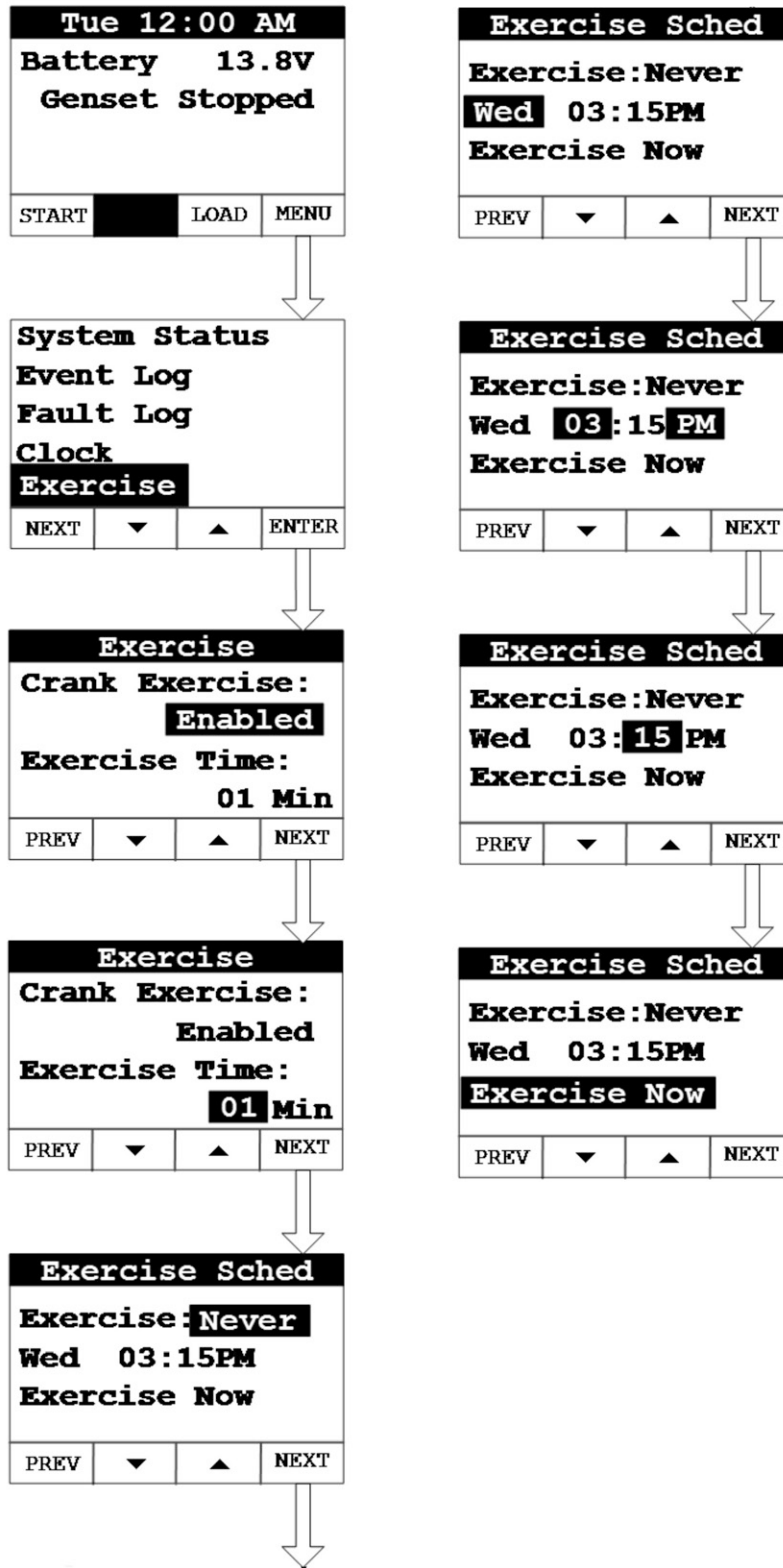 Tue 12:00 AM
Battery 13.8V
Genset Stopped
START LOAD MENU
System Status
Event Log
Fault Log
Clock
Exercise
NEXT ▼ ▲ ENTER
Exercise
Crank Exercise:
Enabled
Exercise Time:
01 Min
PREV ▼ ▲ NEXT
Exercise
Crank Exercise:
Enabled
Exercise Time:
01 Min
PREV ▼ ▲ NEXT
Exercise Sched
Exercise:Never
Wed 03:15PM
Exercise Now
PREV ▼ ▲ NEXT
Exercise Sched
Exercise:Never
Wed 03:15PM
Exercise Now
PREV ▼ ▲ NEXT
Exercise Sched
Exercise:Never
Wed 03:15 PM
Exercise Now
PREV ▼ ▲ NEXT
Exercise Sched
Exercise:Never
Wed 03:15 PM
Exercise Now
PREV ▼ ▲ NEXT
Exercise Sched
Exercise:Never
Wed 03:15PM
Exercise Now
PREV ▼ ▲ NEXT